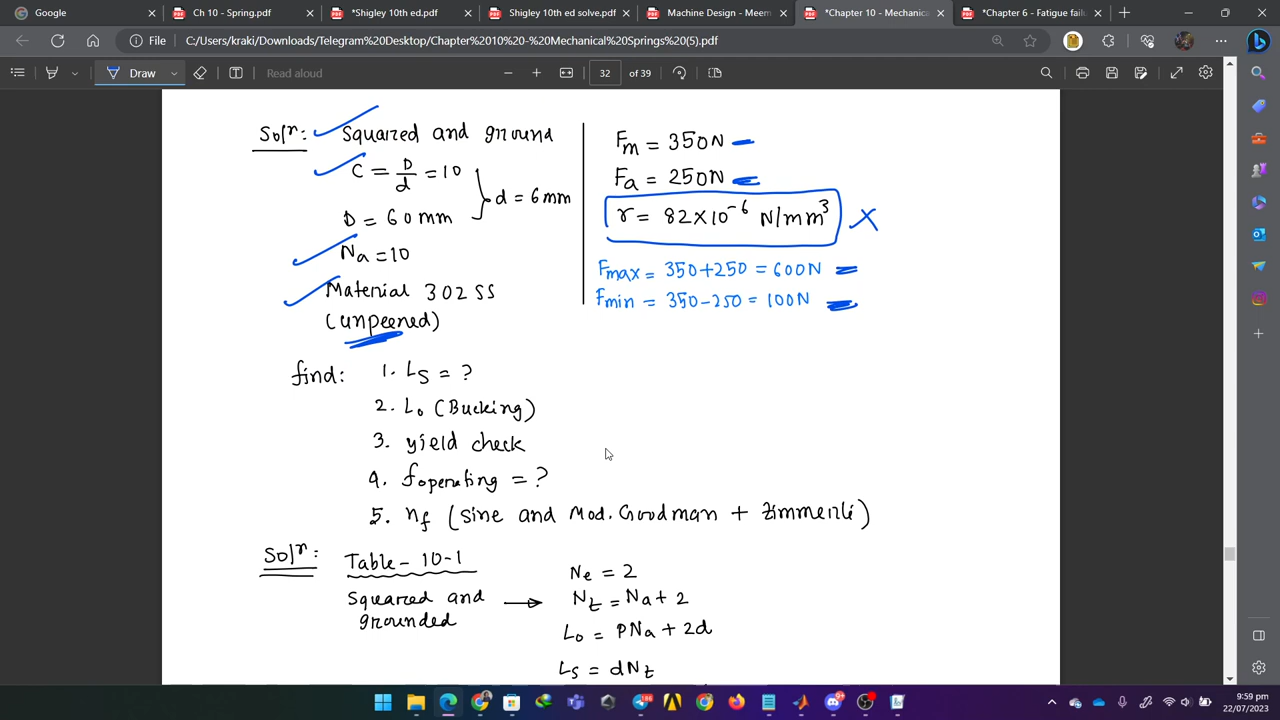 Google
Ch 10 - Spring.pdf
*Shigley 10th ed.pdf
Shigley 10th ed solve.pdf
Machine Design - Meem
*Chapter 10 - Mechanica
*Chapter 6 - Fatigue failu
File
C:/Users/kraki/Downloads/Telegram%20Desktop/Chapter%2010%20-%20Mechanical%20Springs%20(5).pdf
Draw
Read aloud
32 of 39
Solⁿ: Squared and ground
C = D/d = 10
D = 60 mm
d = 6 mm
Na = 10
Material 302 SS
(unpeened)
Fm = 350N
Fa = 250N
γ = 82×10⁻⁶ N/mm³
Fmax = 350+250 = 600N
Fmin = 350-250 = 100N
find: 1. Ls = ?
2. Lo (Bucking)
3. yield check
4. foperating = ?
5. nf (sine and Mod. Goodman + Zimmerli)
Solⁿ: Table - 10-1
Squared and grounded
Ne = 2
Nt = Na + 2
Lo = PNa + 2d
Ls = dNt
9:59 pm
22/07/2023